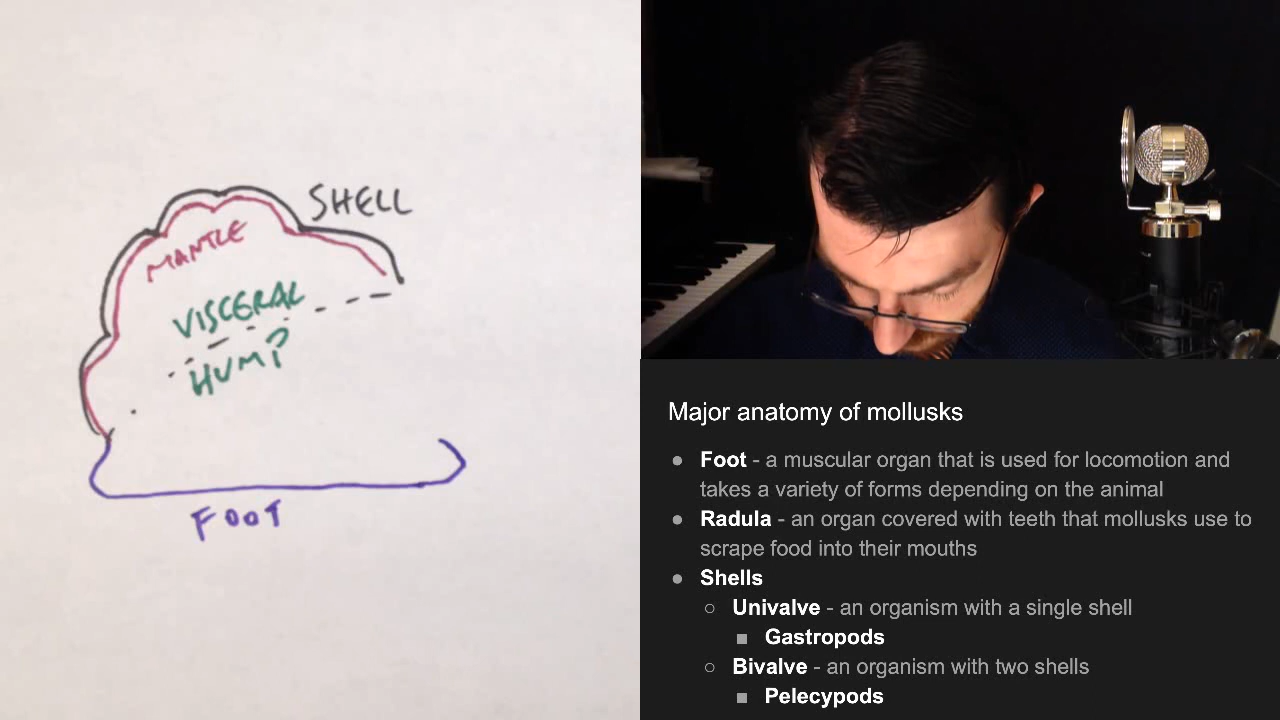 SHELL
MANTLE
VISCERAL
HUMP
FOOT
Major anatomy of mollusks
● Foot - a muscular organ that is used for locomotion and
takes a variety of forms depending on the animal
● Radula - an organ covered with teeth that mollusks use to
scrape food into their mouths
● Shells
○ Univalve - an organism with a single shell
■ Gastropods
○ Bivalve - an organism with two shells
■ Pelecypods